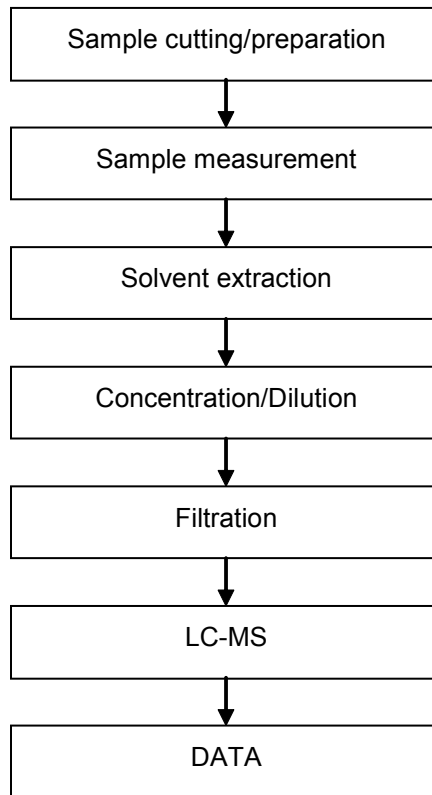 Sample cutting/preparation
Sample measurement
Solvent extraction
Concentration/Dilution
Filtration
LC-MS
DATA